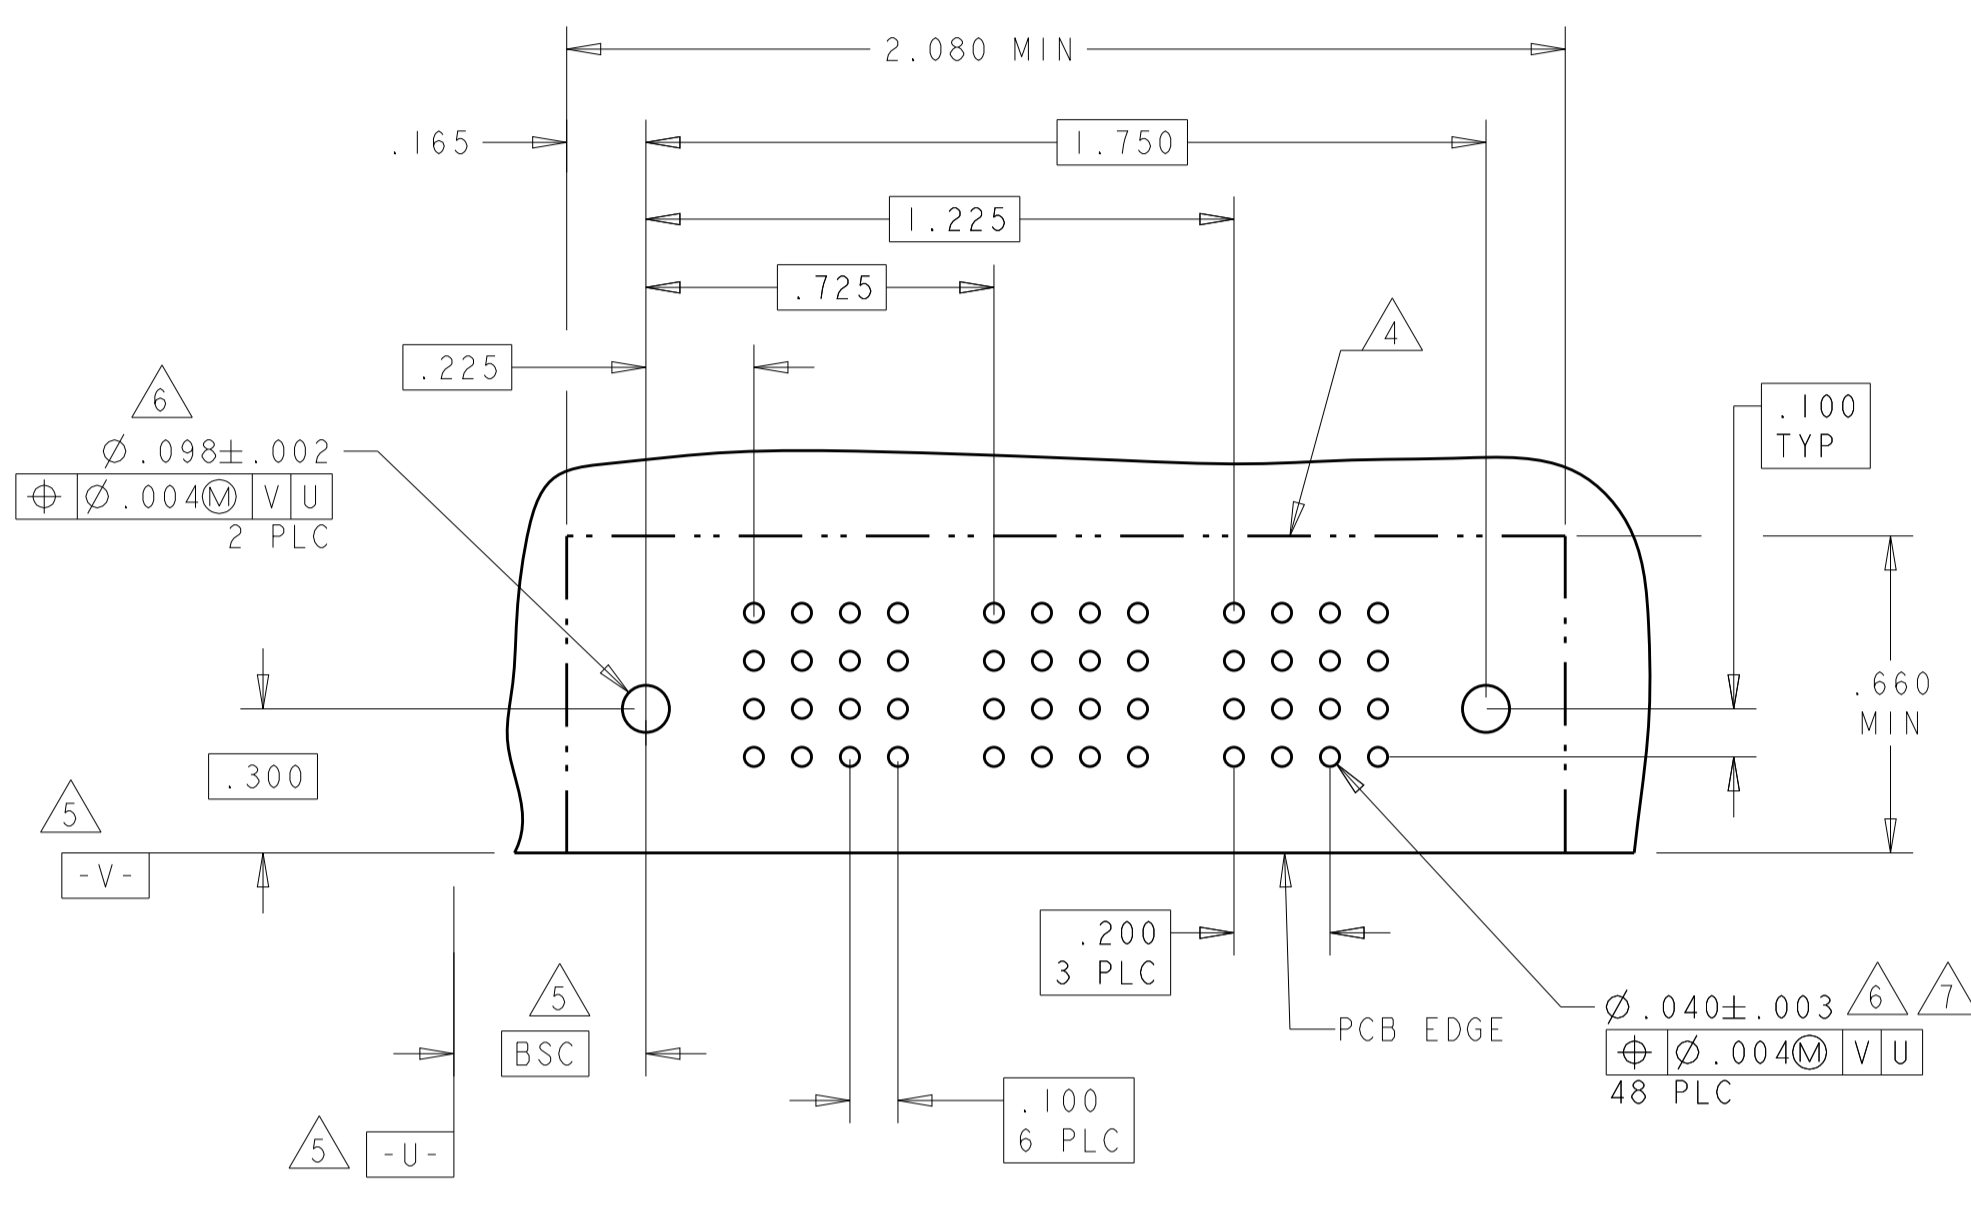 2.080 MIN
.165
1.750
1.225
.725
4
.225
6
.100
TYP
Ø.098±.002
⌖ Ø.004Ⓜ V U
2 PLC
.660
MIN
.300
5
-V-
.200
3 PLC
5
6 7
Ø.040±.003
PCB EDGE
BSC
⌖ Ø.004Ⓜ V U
48 PLC
.100
6 PLC
5
-U-